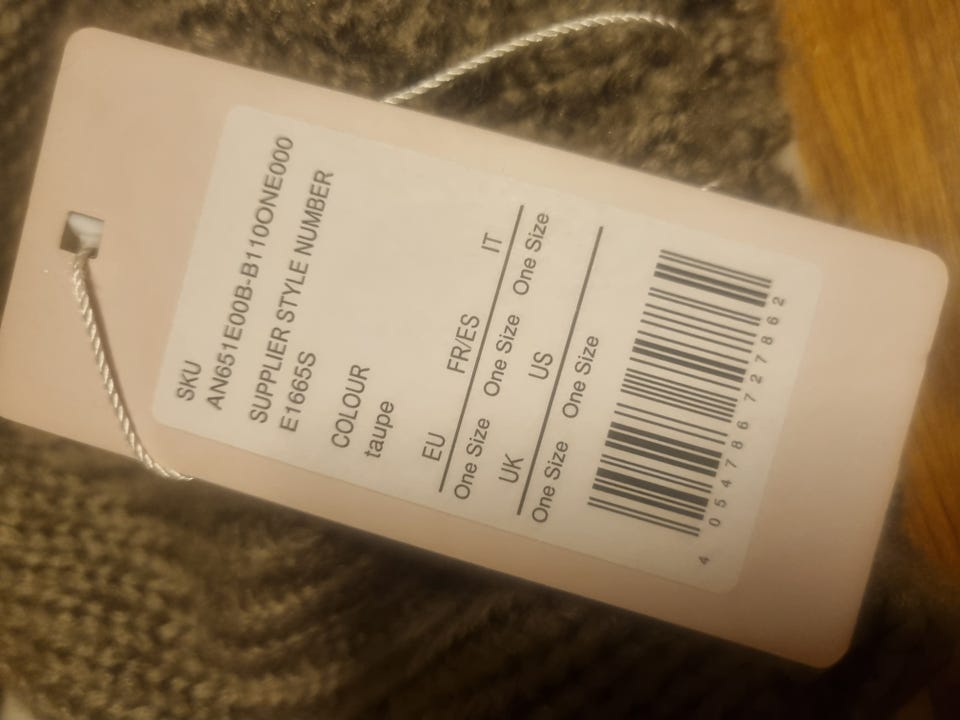 SKU
AN651E00B-B110ONE000
SUPPLIER STYLE NUMBER
E1665S
COLOUR
taupe
EU FR/ES IT
One Size One Size One Size
UK US
One Size One Size
4 054786 727862